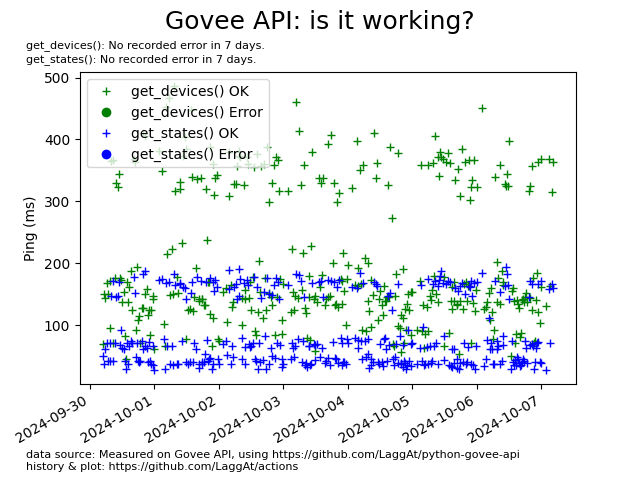 Govee API: is it working?
get_devices(): No recorded error in 7 days.
get_states(): No recorded error in 7 days.
500
400
300
200
100
Ping (ms)
get_devices() OK
get_devices() Error
get_states() OK
get_states() Error
2024-09-30
2024-10-01
2024-10-02
2024-10-03
2024-10-04
2024-10-05
2024-10-06
2024-10-07
data source: Measured on Govee API, using https://github.com/LaggAt/python-govee-api
history & plot: https://github.com/LaggAt/actions